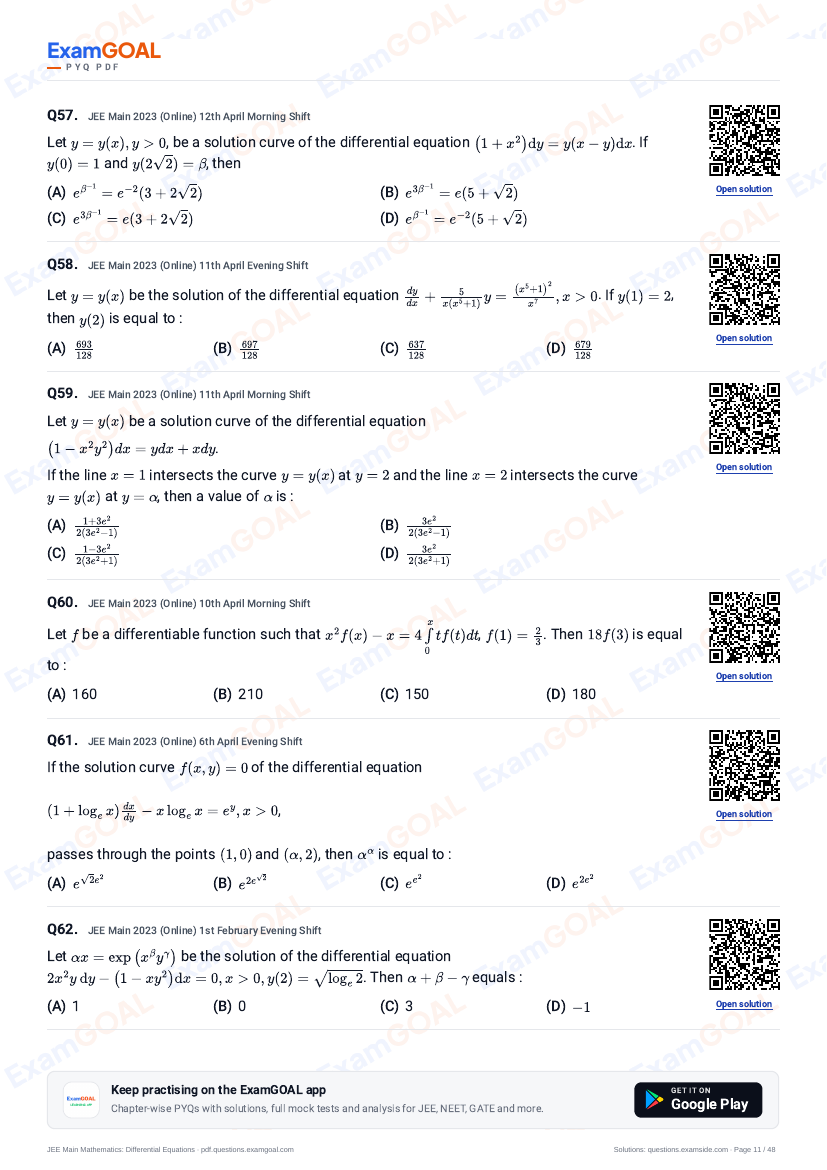 ExamGOAL
PYQ PDF
Q57. JEE Main 2023 (Online) 12th April Morning Shift
Let y = y(x), y > 0, be a solution curve of the differential equation (1 + x²)dy = y(x − y)dx. If
y(0) = 1 and y(2√2) = β, then
(A) e^{β^{−1}} = e^{−2}(3 + 2√2) (B) e^{3β^{−1}} = e(5 + √2)
(C) e^{3β^{−1}} = e(3 + 2√2) (D) e^{β^{−1}} = e^{−2}(5 + √2)
Open solution
Q58. JEE Main 2023 (Online) 11th April Evening Shift
Let y = y(x) be the solution of the differential equation dy/dx + 5/(x(x⁵+1)) y = (x⁵+1)²/x⁷, x > 0. If y(1) = 2,
then y(2) is equal to :
(A) 693/128 (B) 697/128 (C) 637/128 (D) 679/128
Open solution
Q59. JEE Main 2023 (Online) 11th April Morning Shift
Let y = y(x) be a solution curve of the differential equation
(1 − x²y²)dx = ydx + xdy.
If the line x = 1 intersects the curve y = y(x) at y = 2 and the line x = 2 intersects the curve
y = y(x) at y = α, then a value of α is :
(A) (1+3e²)/(2(3e²−1)) (B) 3e²/(2(3e²−1))
(C) (1−3e²)/(2(3e²+1)) (D) 3e²/(2(3e²+1))
Open solution
Q60. JEE Main 2023 (Online) 10th April Morning Shift
Let f be a differentiable function such that x²f(x) − x = 4∫₀ˣ tf(t)dt, f(1) = 2/3. Then 18f(3) is equal
to :
(A) 160 (B) 210 (C) 150 (D) 180
Open solution
Q61. JEE Main 2023 (Online) 6th April Evening Shift
If the solution curve f(x, y) = 0 of the differential equation
(1 + logₑ x) dx/dy − x logₑ x = e^y, x > 0,
passes through the points (1, 0) and (α, 2), then α^α is equal to :
(A) e^{√2e²} (B) e^{2e^{√2}} (C) e^{e²} (D) e^{2e²}
Open solution
Q62. JEE Main 2023 (Online) 1st February Evening Shift
Let αx = exp(x^β y^γ) be the solution of the differential equation
2x²y dy − (1 − xy²)dx = 0, x > 0, y(2) = √(logₑ 2). Then α + β − γ equals :
(A) 1 (B) 0 (C) 3 (D) −1
Open solution
Keep practising on the ExamGOAL app
Chapter-wise PYQs with solutions, full mock tests and analysis for JEE, NEET, GATE and more.
GET IT ON
Google Play
JEE Main Mathematics: Differential Equations · pdf.questions.examgoal.com
Solutions: questions.examside.com · Page 11 / 48